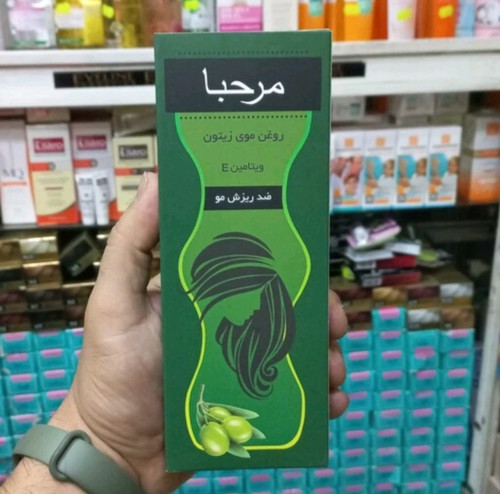 مرحبا
روغن موی زیتون
ویتامین E
ضد ریزش مو